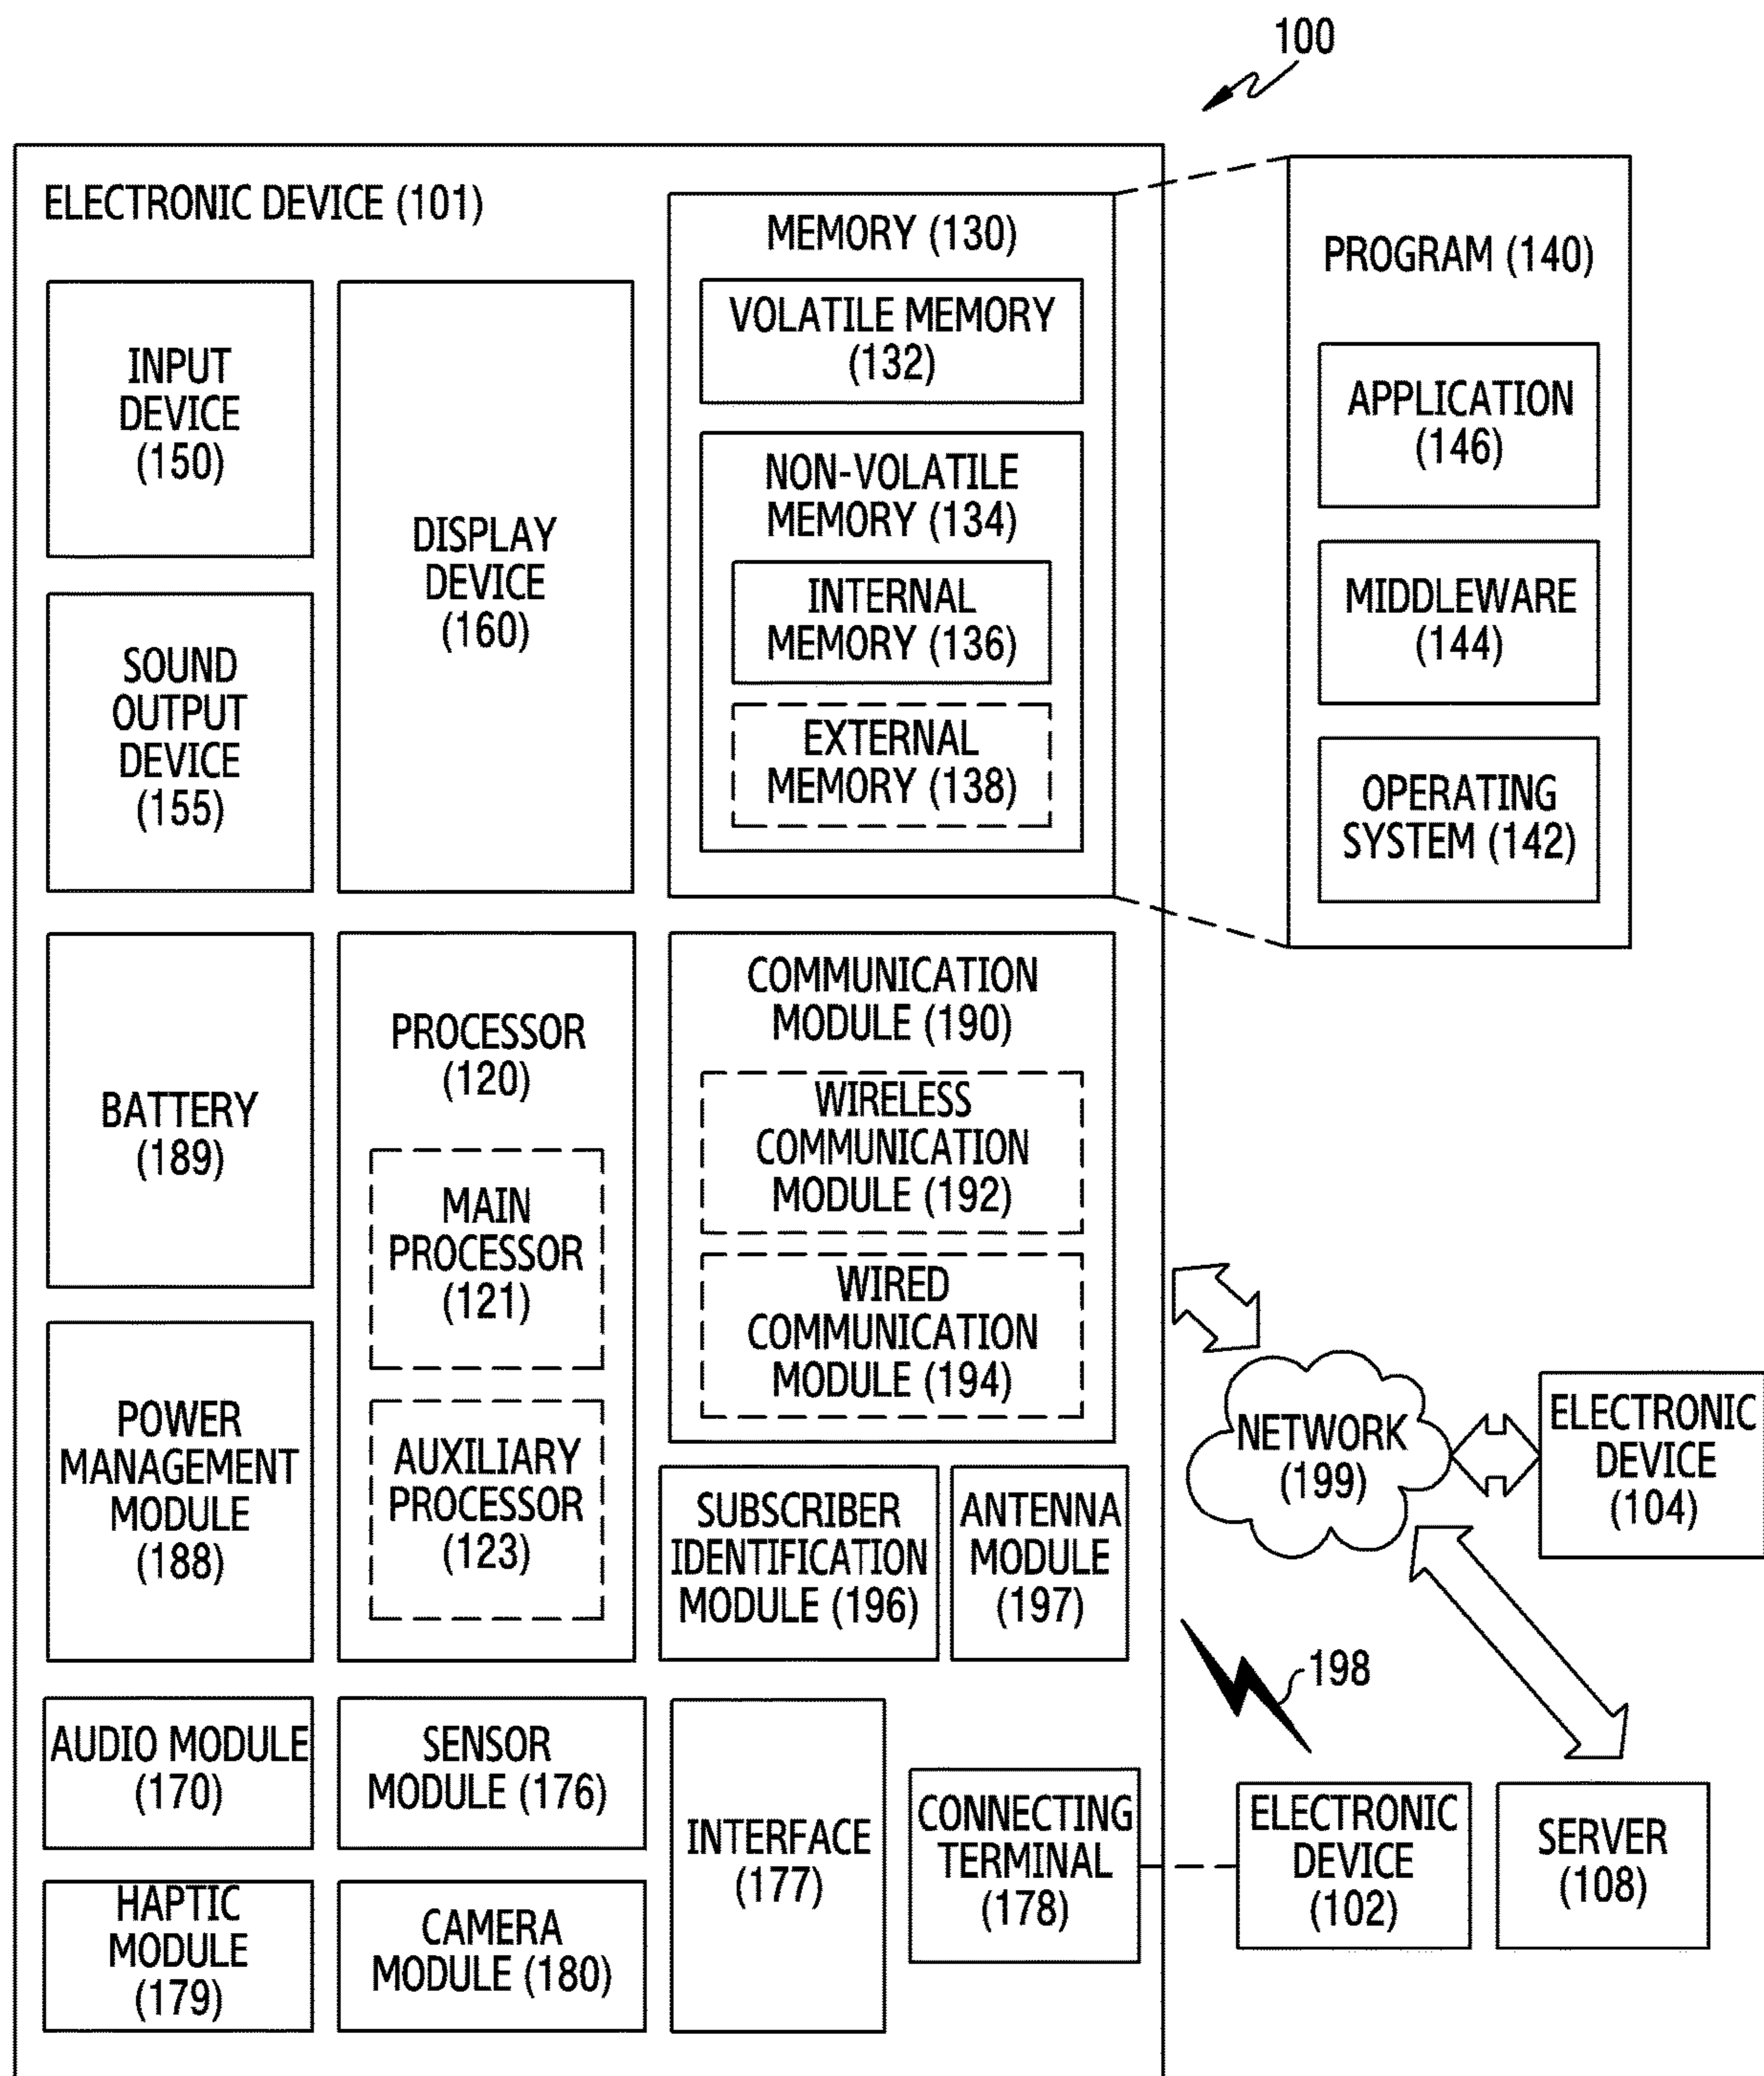 100
ELECTRONIC DEVICE (101)
INPUT
DEVICE
(150)
SOUND
OUTPUT
DEVICE
(155)
DISPLAY
DEVICE
(160)
MEMORY (130)
VOLATILE MEMORY
(132)
NON-VOLATILE
MEMORY (134)
INTERNAL
MEMORY (136)
EXTERNAL
MEMORY (138)
PROGRAM (140)
APPLICATION
(146)
MIDDLEWARE
(144)
OPERATING
SYSTEM (142)
BATTERY
(189)
POWER
MANAGEMENT
MODULE
(188)
PROCESSOR
(120)
MAIN
PROCESSOR
(121)
AUXILIARY
PROCESSOR
(123)
COMMUNICATION
MODULE (190)
WIRELESS
COMMUNICATION
MODULE (192)
WIRED
COMMUNICATION
MODULE (194)
SUBSCRIBER
IDENTIFICATION
MODULE (196)
ANTENNA
MODULE
(197)
NETWORK
(199)
ELECTRONIC
DEVICE
(104)
198
AUDIO MODULE
(170)
SENSOR
MODULE (176)
HAPTIC
MODULE
(179)
CAMERA
MODULE (180)
INTERFACE
(177)
CONNECTING
TERMINAL
(178)
ELECTRONIC
DEVICE
(102)
SERVER
(108)